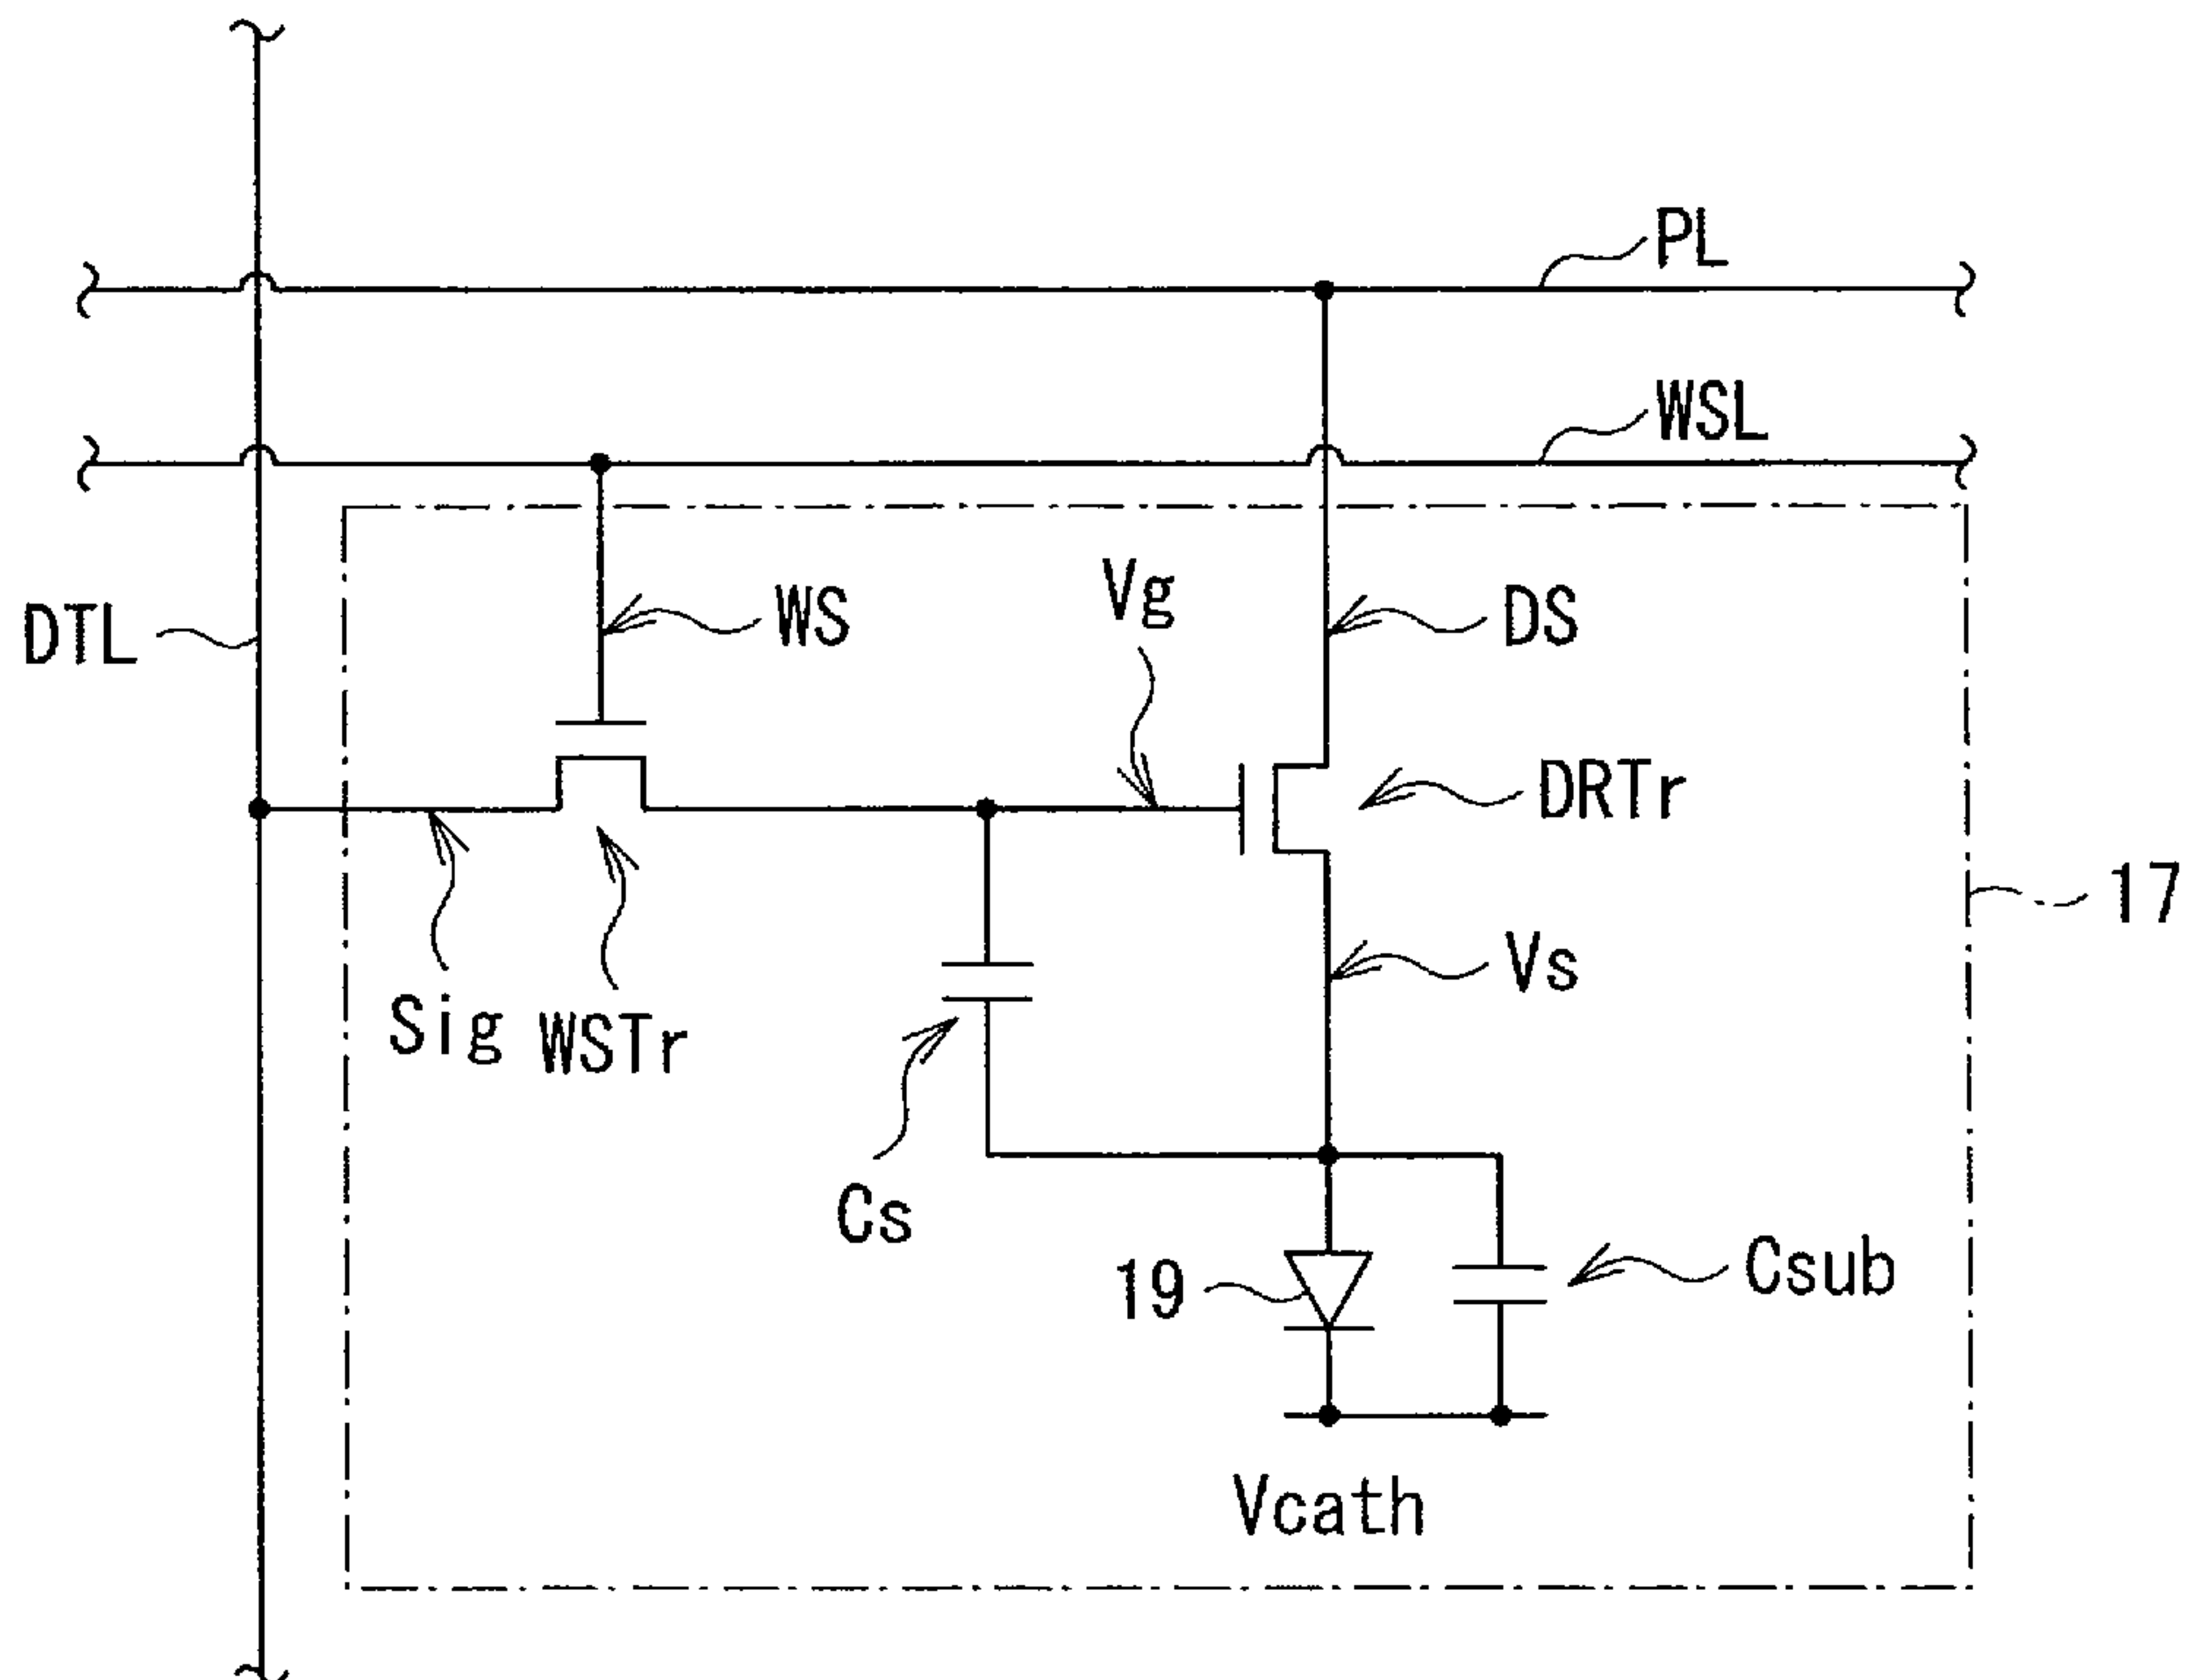 PL
WSL
Vg
WS
DS
DTL
DRTr
17
Vs
Sig
WSTr
Cs
Csub
19
Vcath